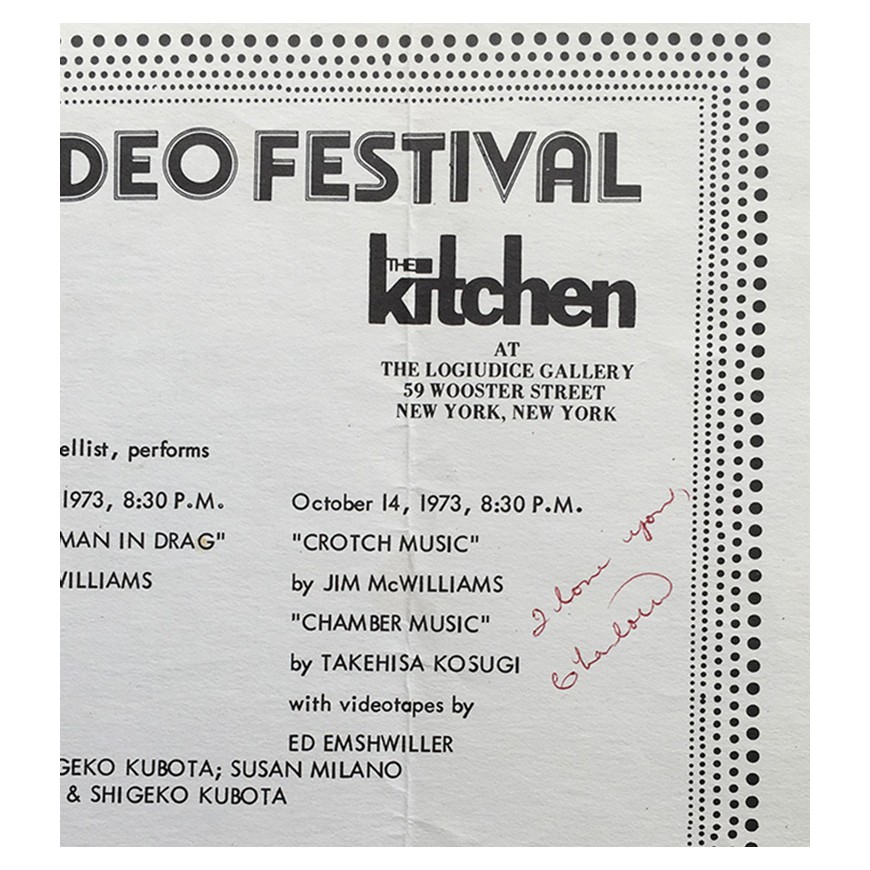 DEO FESTIVAL
THE kitchen
AT
THE LOGIUDICE GALLERY
59 WOOSTER STREET
NEW YORK, NEW YORK
ellist, performs
1973, 8:30 P.M.
MAN IN DRAG"
WILLIAMS
October 14, 1973, 8:30 P.M.
"CROTCH MUSIC"
by JIM McWILLIAMS
"CHAMBER MUSIC"
by TAKEHISA KOSUGI
with videotapes by
ED EMSHWILLER
I love you,
Charlotte
GEKO KUBOTA; SUSAN MILANO
& SHIGEKO KUBOTA